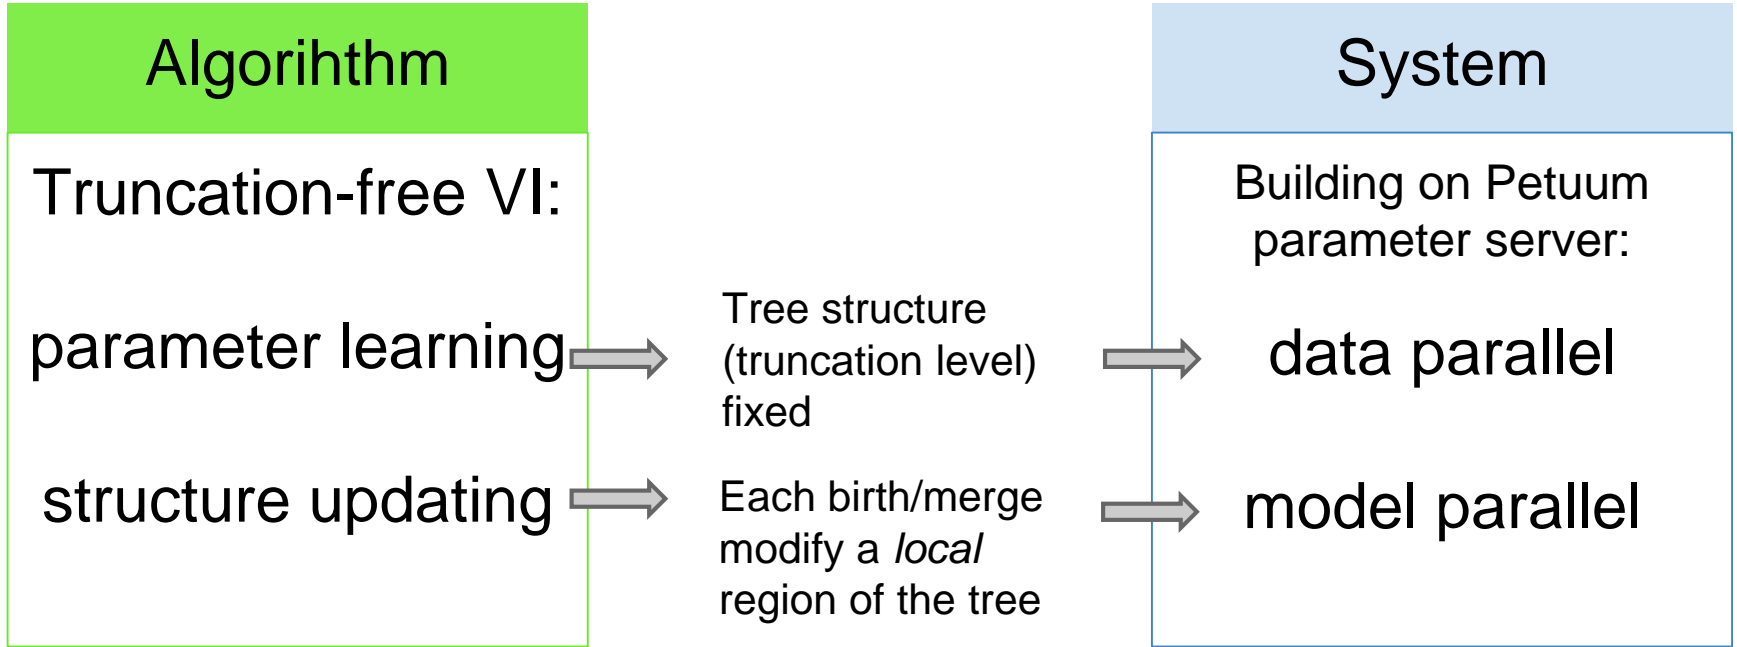 Algorihthm
Truncation-free VI:
parameter learning
structure updating
Tree structure
(truncation level)
fixed
Each birth/merge
modify a local
region of the tree
System
Building on Petuum
parameter server:
data parallel
model parallel